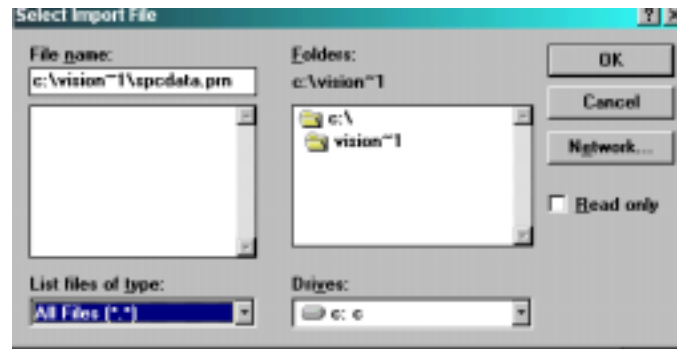 Select Import File
File name:
c:\vision~1\spcdata.prn
Folders:
c:\vision~1
c:\
vision~1
OK
Cancel
Network...
Read only
List files of type:
All Files (*.*)
Drives:
c: c